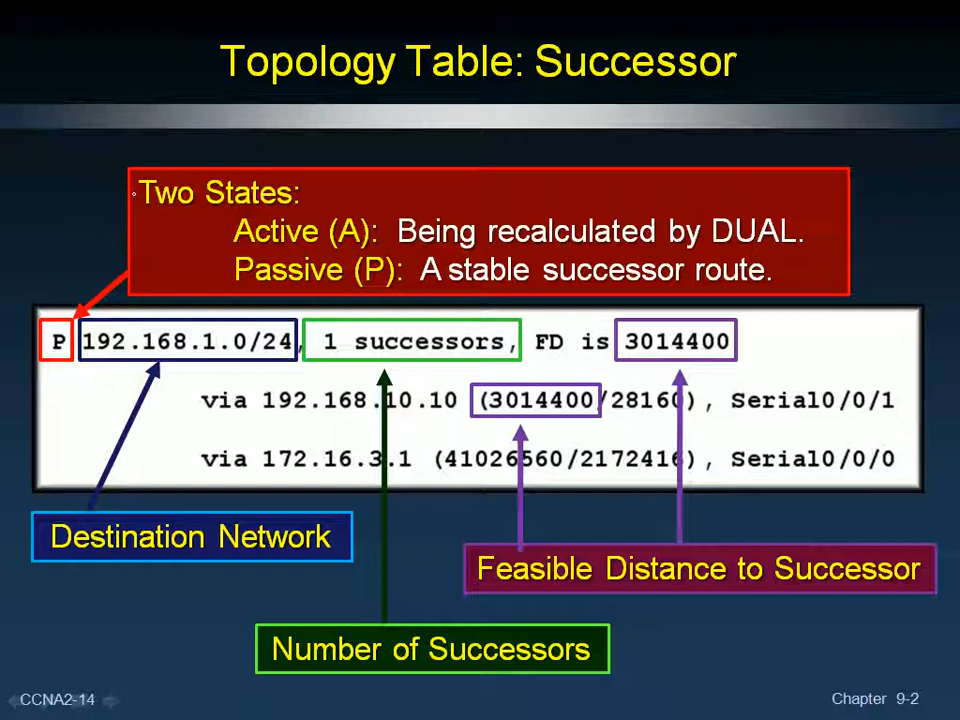 Topology Table: Successor
Two States:
Active (A): Being recalculated by DUAL.
Passive (P): A stable successor route.
P 192.168.1.0/24, 1 successors, FD is 3014400
via 192.168.10.10 (3014400/28160), Serial0/0/1
via 172.16.3.1 (41026560/2172416), Serial0/0/0
Destination Network
Feasible Distance to Successor
Number of Successors
CCNA2-14
Chapter 9-2